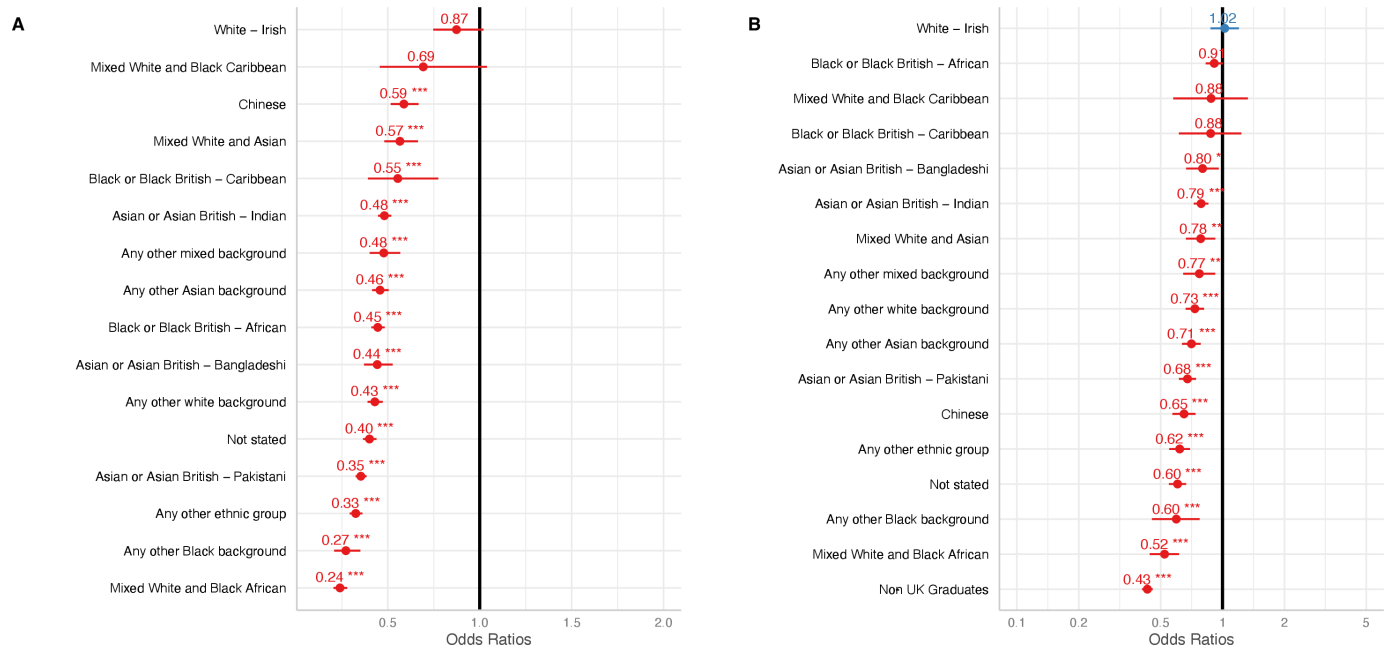 A
White – Irish
0.87
Mixed White and Black Caribbean
0.69
Chinese
0.59 ***
Mixed White and Asian
0.57 ***
Black or Black British – Caribbean
0.55 ***
Asian or Asian British – Indian
0.48 ***
Any other mixed background
0.48 ***
Any other Asian background
0.46 ***
Black or Black British – African
0.45 ***
Asian or Asian British – Bangladeshi
0.44 ***
Any other white background
0.43 ***
Not stated
0.40 ***
Asian or Asian British – Pakistani
0.35 ***
Any other ethnic group
0.33 ***
Any other Black background
0.27 ***
Mixed White and Black African
0.24 ***
0.5 1.0 1.5 2.0
Odds Ratios
B
White – Irish
1.02
Black or Black British – African
0.91
Mixed White and Black Caribbean
0.88
Black or Black British – Caribbean
0.88
Asian or Asian British – Bangladeshi
0.80 *
Asian or Asian British – Indian
0.79 ***
Mixed White and Asian
0.78 **
Any other mixed background
0.77 **
Any other white background
0.73 ***
Any other Asian background
0.71 ***
Asian or Asian British – Pakistani
0.68 ***
Chinese
0.65 ***
Any other ethnic group
0.62 ***
Not stated
0.60 ***
Any other Black background
0.60 ***
Mixed White and Black African
0.52 ***
Non UK Graduates
0.43 ***
0.1 0.2 0.5 1 2 5
Odds Ratios